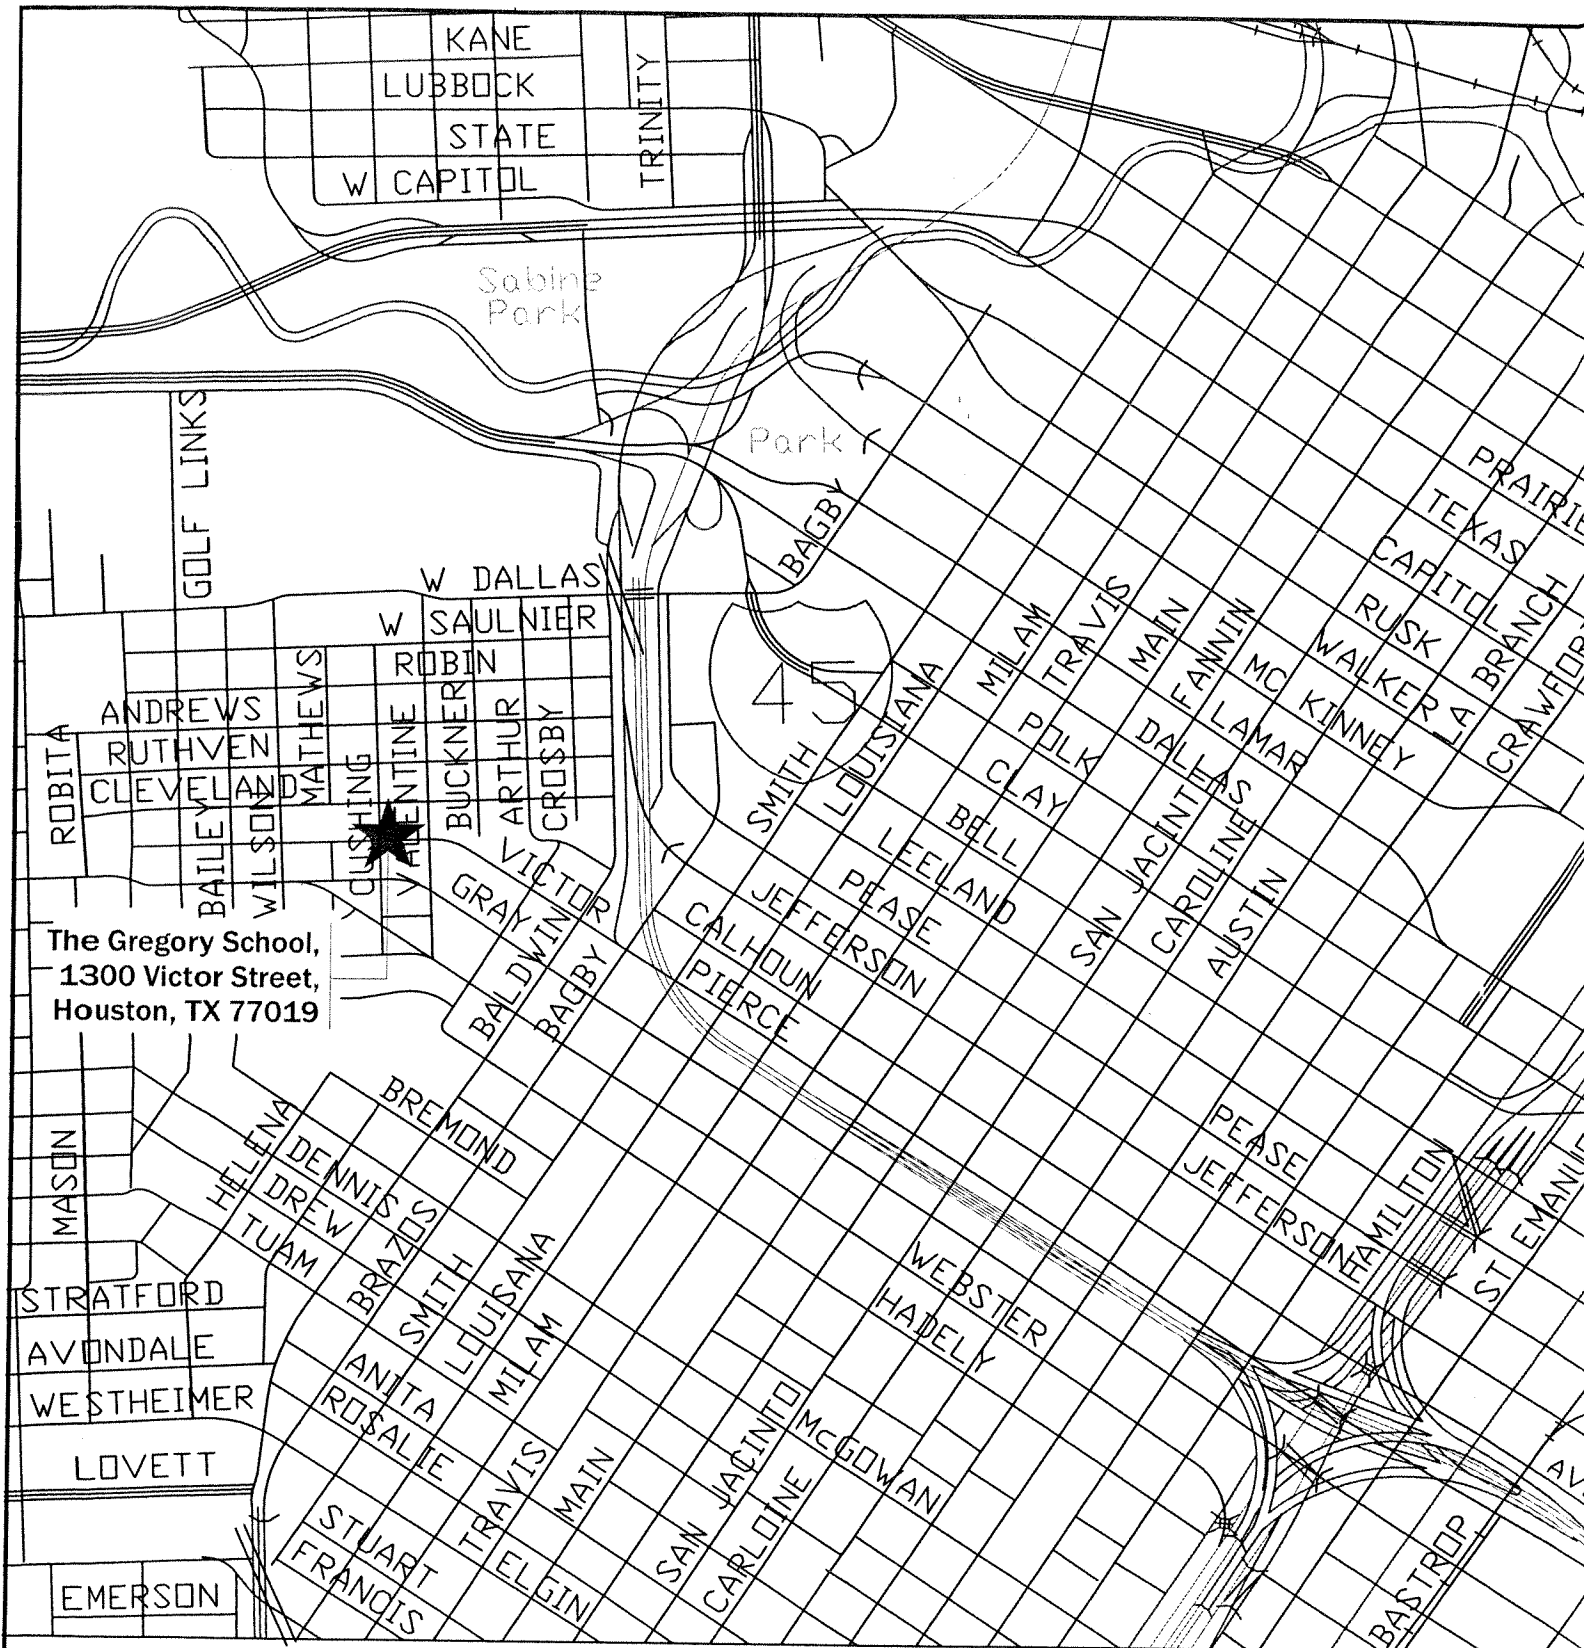 KANE
LUBBOCK
STATE
W CAPITOL
TRINITY
Sabine
Park
Park
GOLF LINKS
BAGBY
W DALLAS
W SAULNIER
ROBIN
ANDREWS
RUTHVEN
CLEVELAND
ROBITA
MATHEWS
CUSHING
BUCKNER
ARTHUR
CROSBY
BAILEY
WILSON
VICTOR
GRAY
BALDWIN
BAGBY
45
PRAIRIE
TEXAS
CAPITOL
RUSK
WALKER
MC KINNEY
LAMAR
DALLAS
POLK
CLAY
BELL
LEELAND
PEASE
JEFFERSON
CALHOUN
PIERCE
SMITH
LOUISIANA
MILAM
TRAVIS
MAIN
FANNIN
SAN JACINTO
CAROLINE
AUSTIN
LA BRANCH
The Gregory School,
1300 Victor Street,
Houston, TX 77019
BREMOND
HELENA
DENNIS
DREW
TUAM
MASON
STRATFORD
AVONDALE
WESTHEIMER
LOVETT
EMERSON
BRAZOS
SMITH
LOUISANA
MILAM
ANITA
ROSALIE
TRAVIS
MAIN
STUART
FRANCIS
ELGIN
SAN JACINTO
CARLOINE
McGOWAN
WEBSTER
HADELY
PEASE
JEFFERSON
HAMILTON
BASTROP